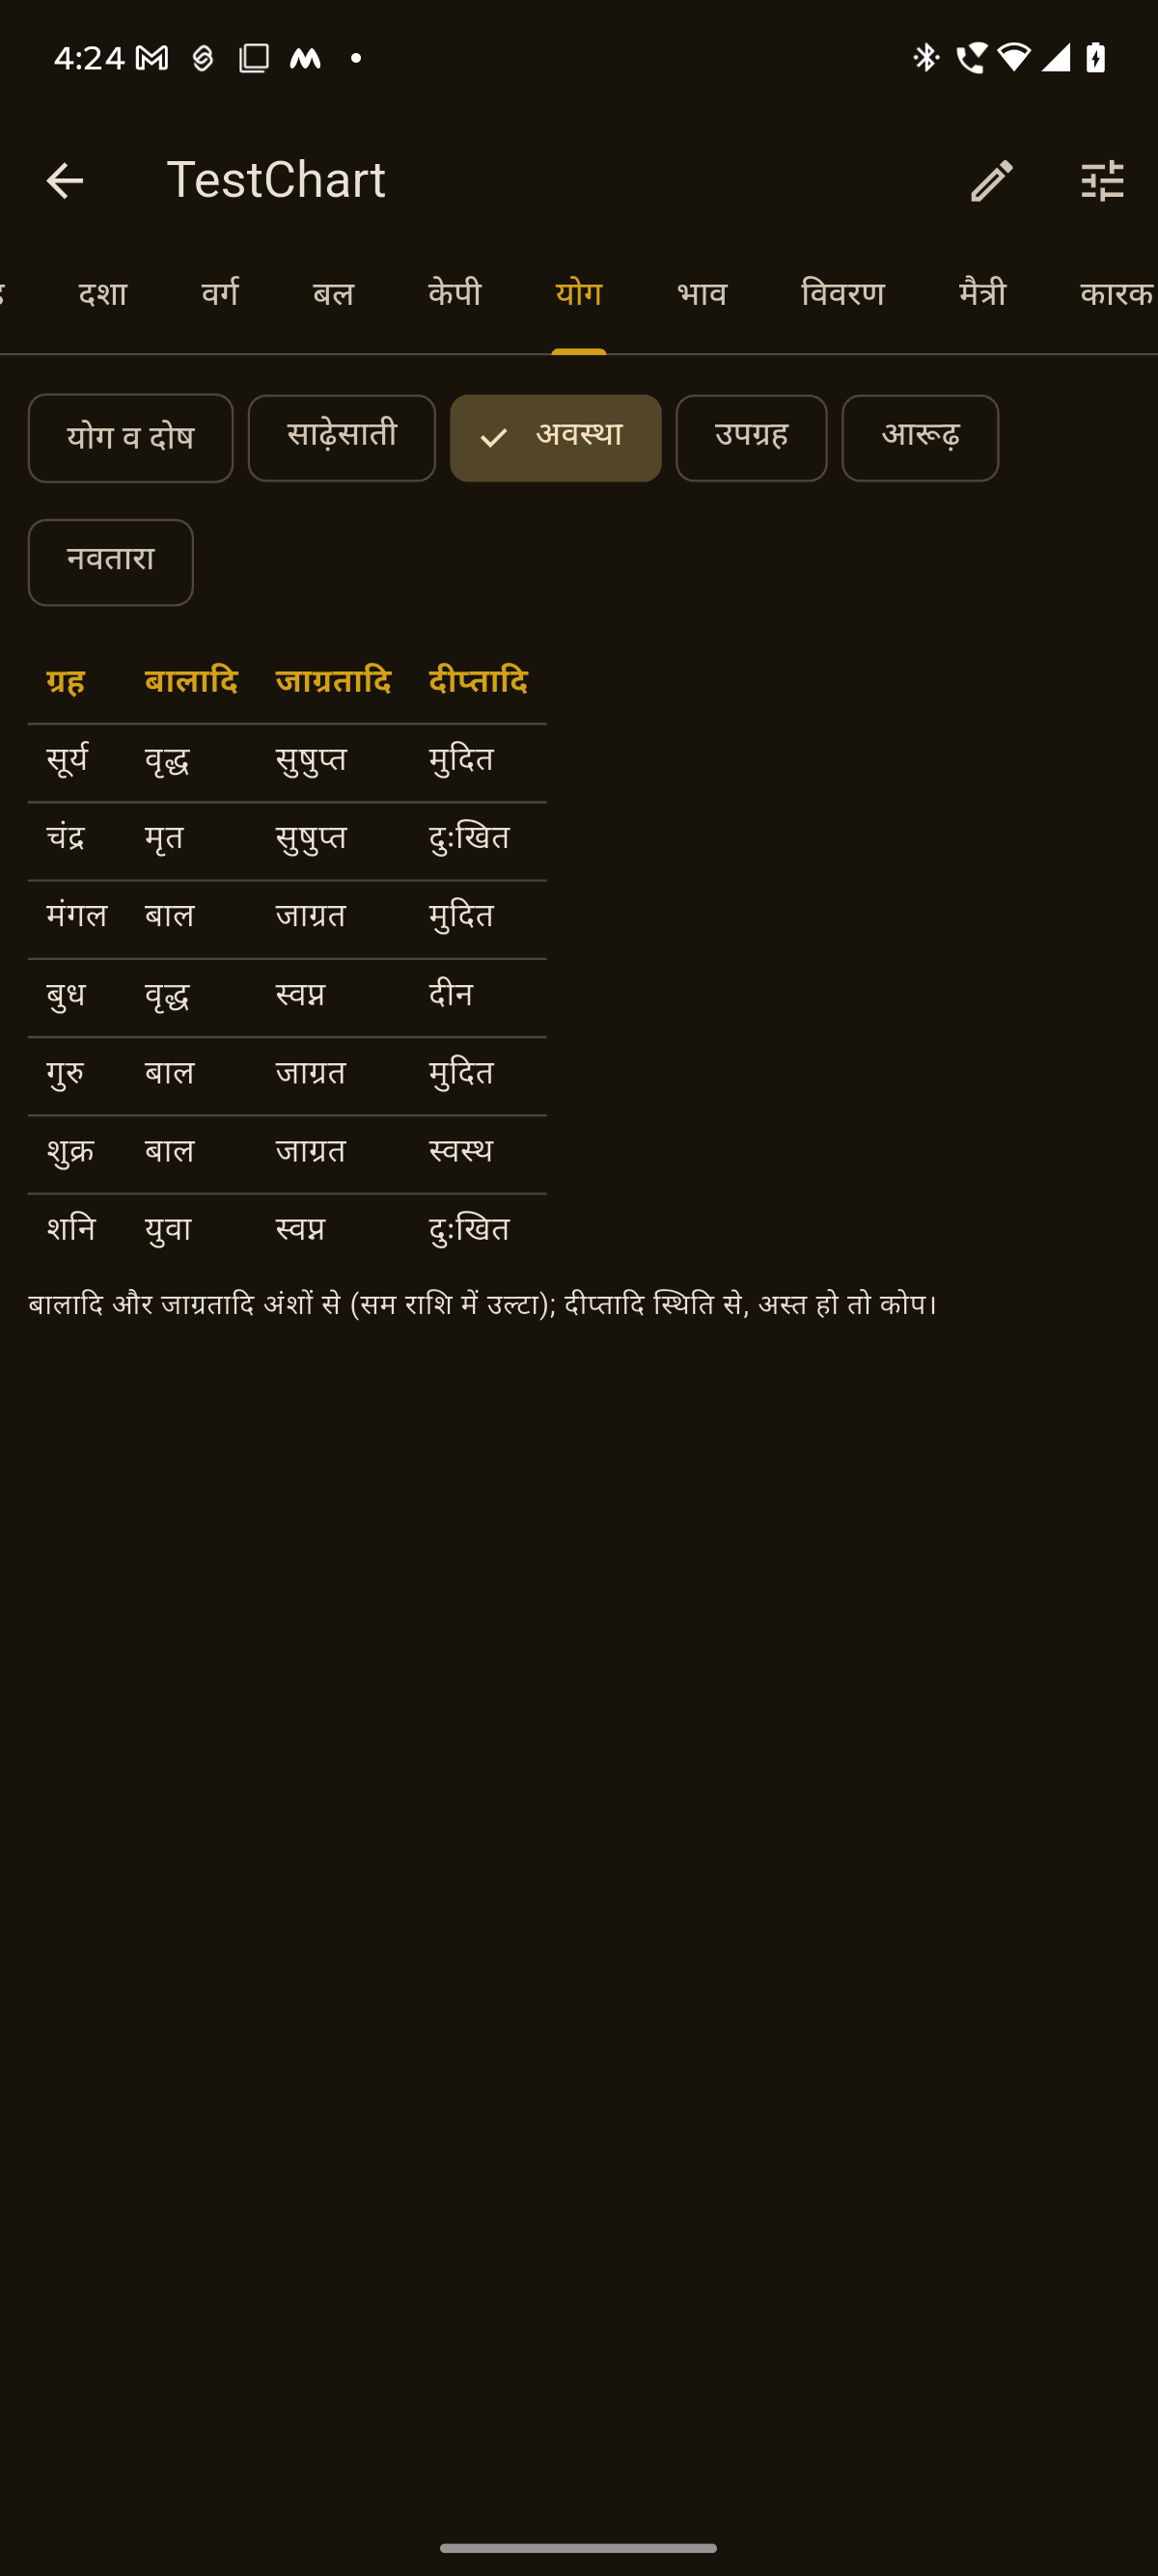 4:24
TestChart
दशा वर्ग बल केपी योग भाव विवरण मैत्री कारक
योग व दोष साढ़ेसाती अवस्था उपग्रह आरूढ़
नवतारा
ग्रह बालादि जाग्रतादि दीप्तादि
सूर्य वृद्ध सुषुप्त मुदित
चंद्र मृत सुषुप्त दुःखित
मंगल बाल जाग्रत मुदित
बुध वृद्ध स्वप्न दीन
गुरु बाल जाग्रत मुदित
शुक्र बाल जाग्रत स्वस्थ
शनि युवा स्वप्न दुःखित
बालादि और जाग्रतादि अंशों से (सम राशि में उल्टा); दीप्तादि स्थिति से, अस्त हो तो कोप।